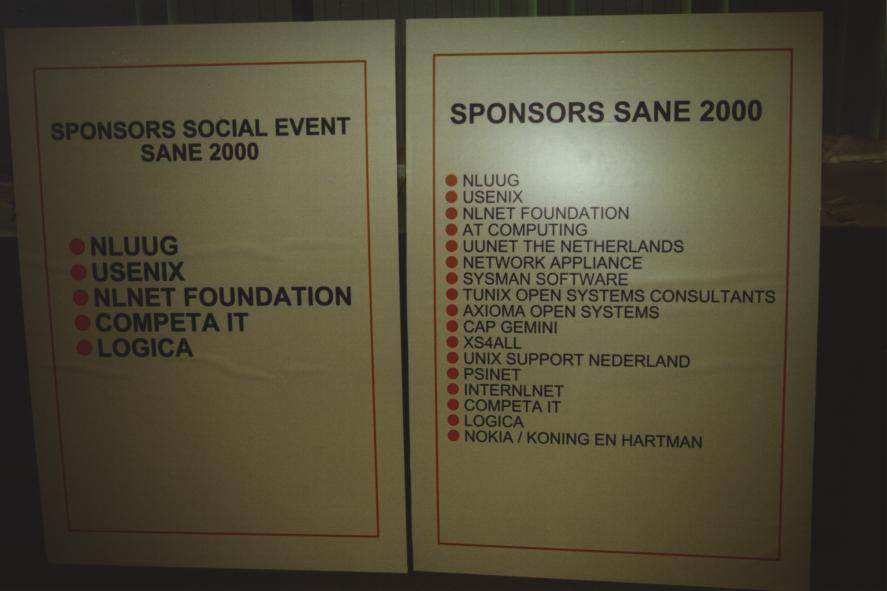 SPONSORS SOCIAL EVENT
SANE 2000
NLUUG
USENIX
NLNET FOUNDATION
COMPETA IT
LOGICA
SPONSORS SANE 2000
NLUUG
USENIX
NLNET FOUNDATION
AT COMPUTING
UUNET THE NETHERLANDS
NETWORK APPLIANCE
SYSMAN SOFTWARE
TUNIX OPEN SYSTEMS CONSULTANTS
AXIOMA OPEN SYSTEMS
CAP GEMINI
XS4ALL
UNIX SUPPORT NEDERLAND
PSINET
INTERNLNET
COMPETA IT
LOGICA
NOKIA / KONING EN HARTMAN